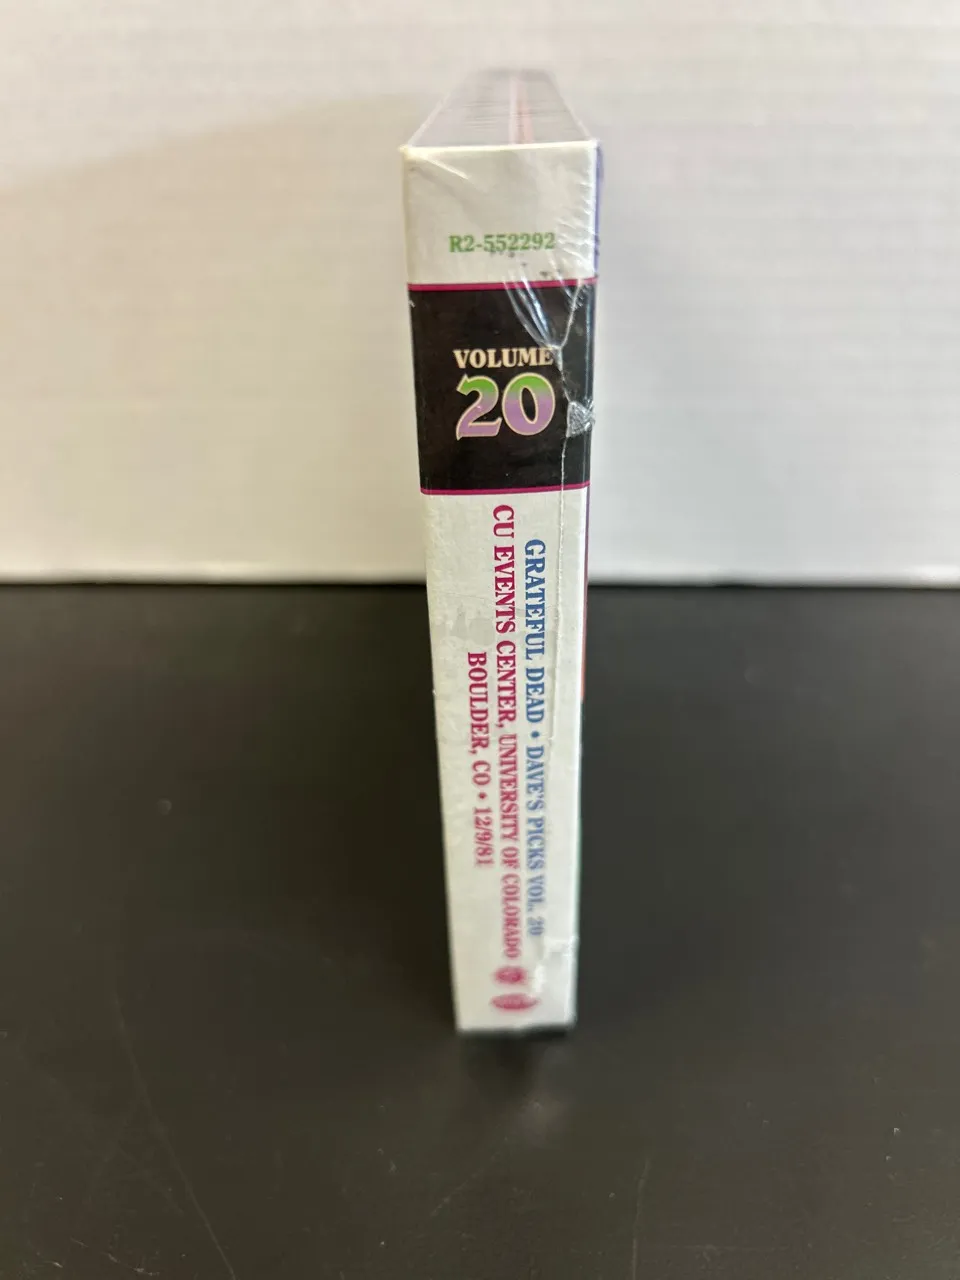 R2-552292
VOLUME
20
GRATEFUL DEAD • DAVE'S PICKS VOL. 20
CU EVENTS CENTER, UNIVERSITY OF COLORADO
BOULDER, CO • 12/9/81